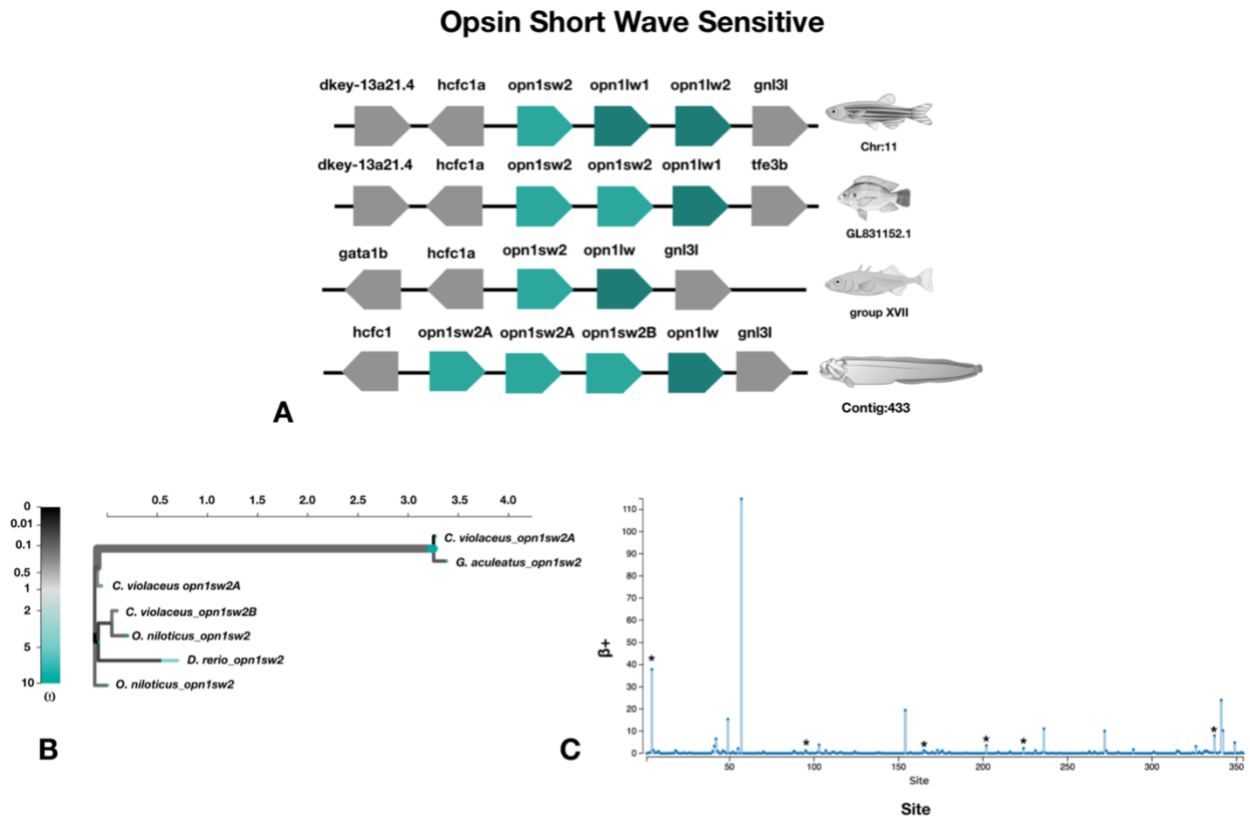 Opsin Short Wave Sensitive
dkey-13a21.4 hcfc1a opn1sw2 opn1lw1 opn1lw2 gnl3l
Chr:11
dkey-13a21.4 hcfc1a opn1sw2 opn1sw2 opn1lw1 tfe3b
GL831152.1
gata1b hcfc1a opn1sw2 opn1lw gnl3l
group XVII
hcfc1 opn1sw2A opn1sw2A opn1sw2B opn1lw gnl3l
Contig:433
A
0.5 1.0 1.5 2.0 2.5 3.0 3.5 4.0
0
0.01
0.1
0.5
1
2
5
10
ω
C. violaceus_opn1sw2A
G. aculeatus_opn1sw2
C. violaceus opn1sw2A
C. violaceus_opn1sw2B
O. niloticus_opn1sw2
D. rerio_opn1sw2
O. niloticus_opn1sw2
B
β+
110
100
90
80
70
60
50
40
30
20
10
0
* * * * * *
50 100 150 200 250 300 350
Site
Site
C